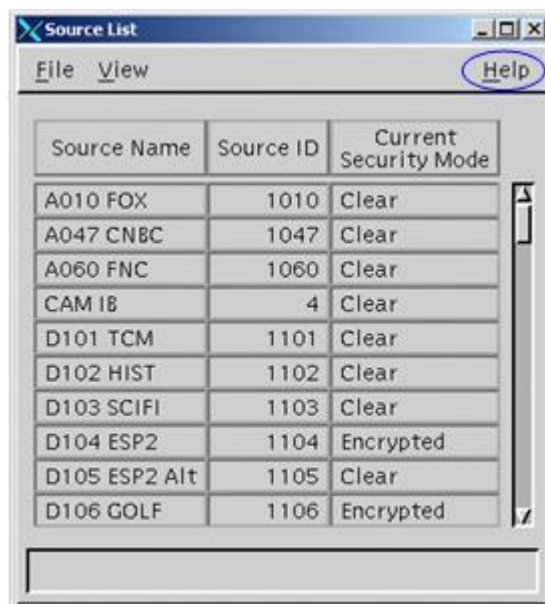 Source List
File View Help
Source Name Source ID Current Security Mode
A010 FOX 1010 Clear
A047 CNBC 1047 Clear
A060 FNC 1060 Clear
CAM IB 4 Clear
D101 TCM 1101 Clear
D102 HIST 1102 Clear
D103 SCIFI 1103 Clear
D104 ESP2 1104 Encrypted
D105 ESP2 Alt 1105 Clear
D106 GOLF 1106 Encrypted